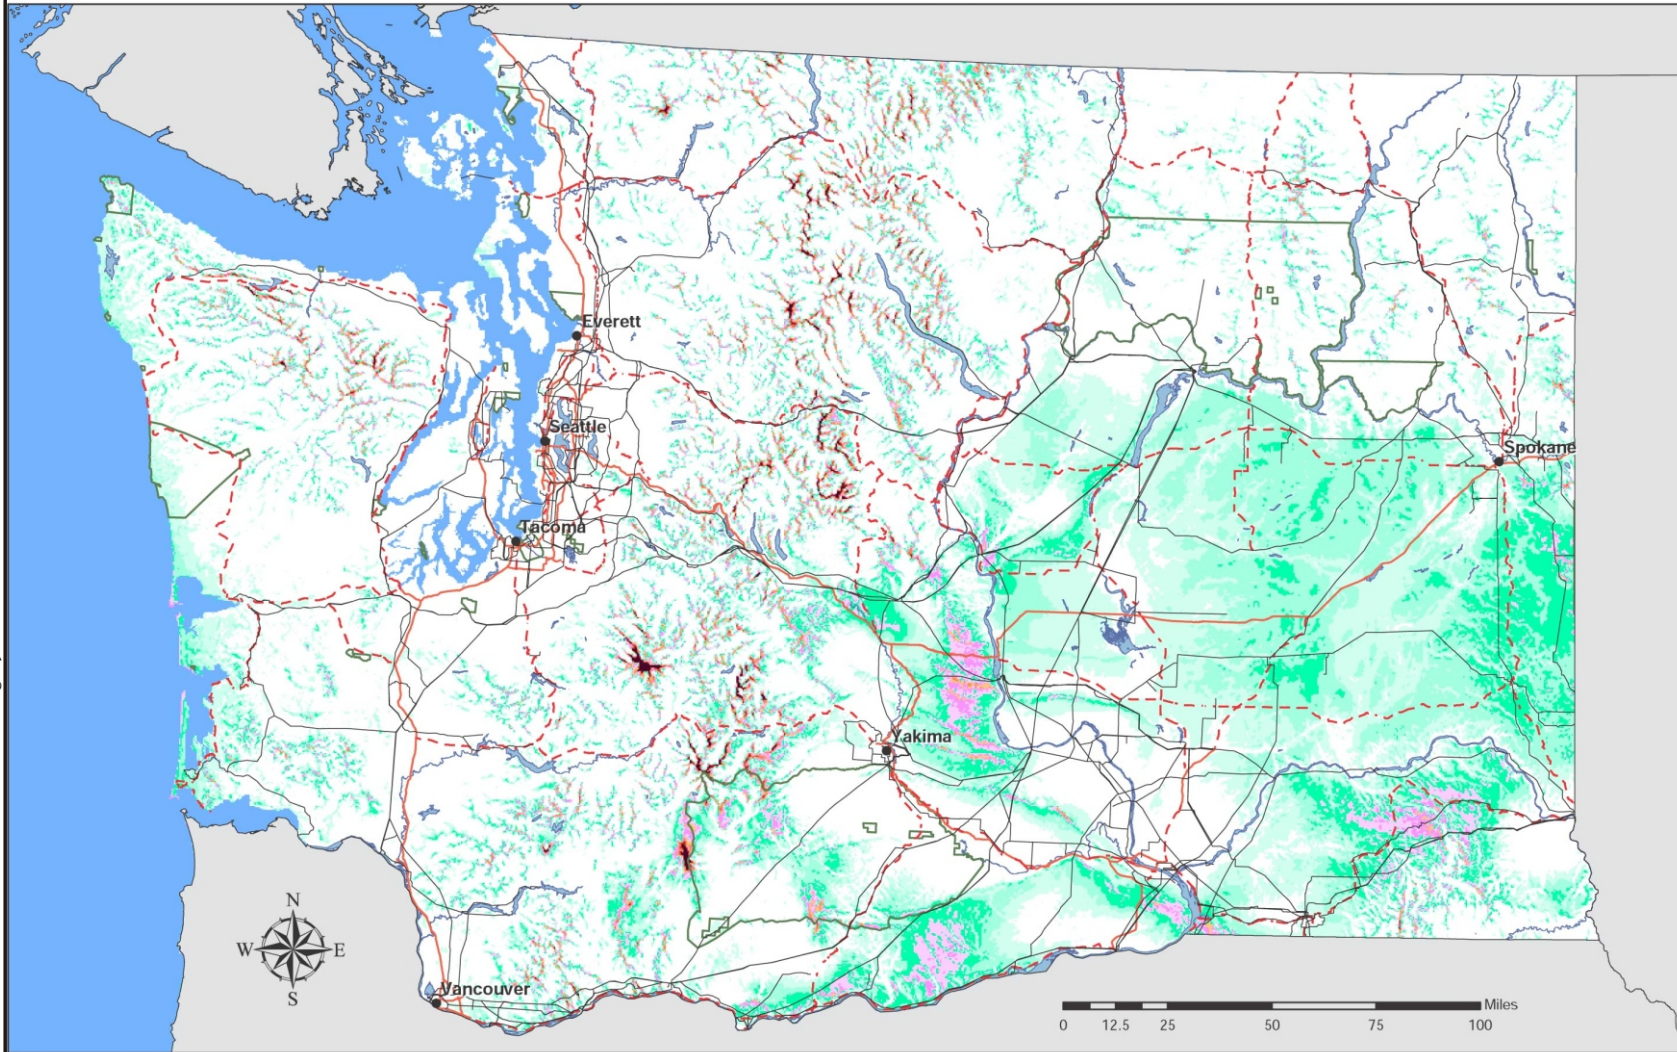 Everett
Seattle
Spokane
Tacoma
Yakima
N
W E
S
Vancouver
Miles
0 12.5 25 50 75 100